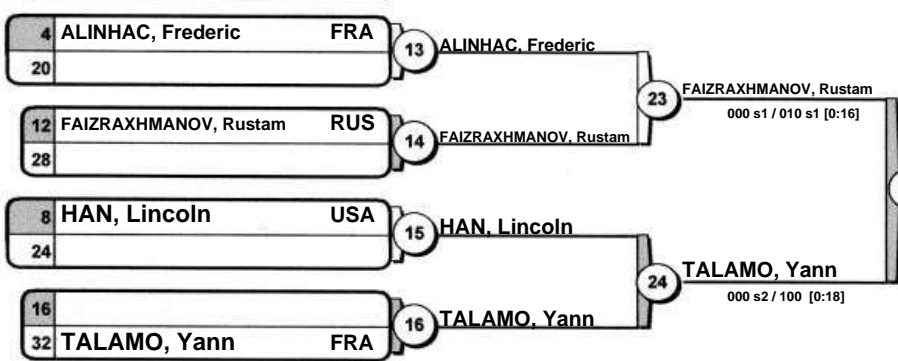 4 ALINHAC, Frederic FRA
20
13 ALINHAC, Frederic
12 FAIZRAXHMANOV, Rustam RUS
28
14 FAIZRAXHMANOV, Rustam
23 FAIZRAXHMANOV, Rustam
000 s1 / 010 s1 [0:16]
8 HAN, Lincoln USA
24
15 HAN, Lincoln
16
32 TALAMO, Yann FRA
16 TALAMO, Yann
24 TALAMO, Yann
000 s2 / 100 [0:18]